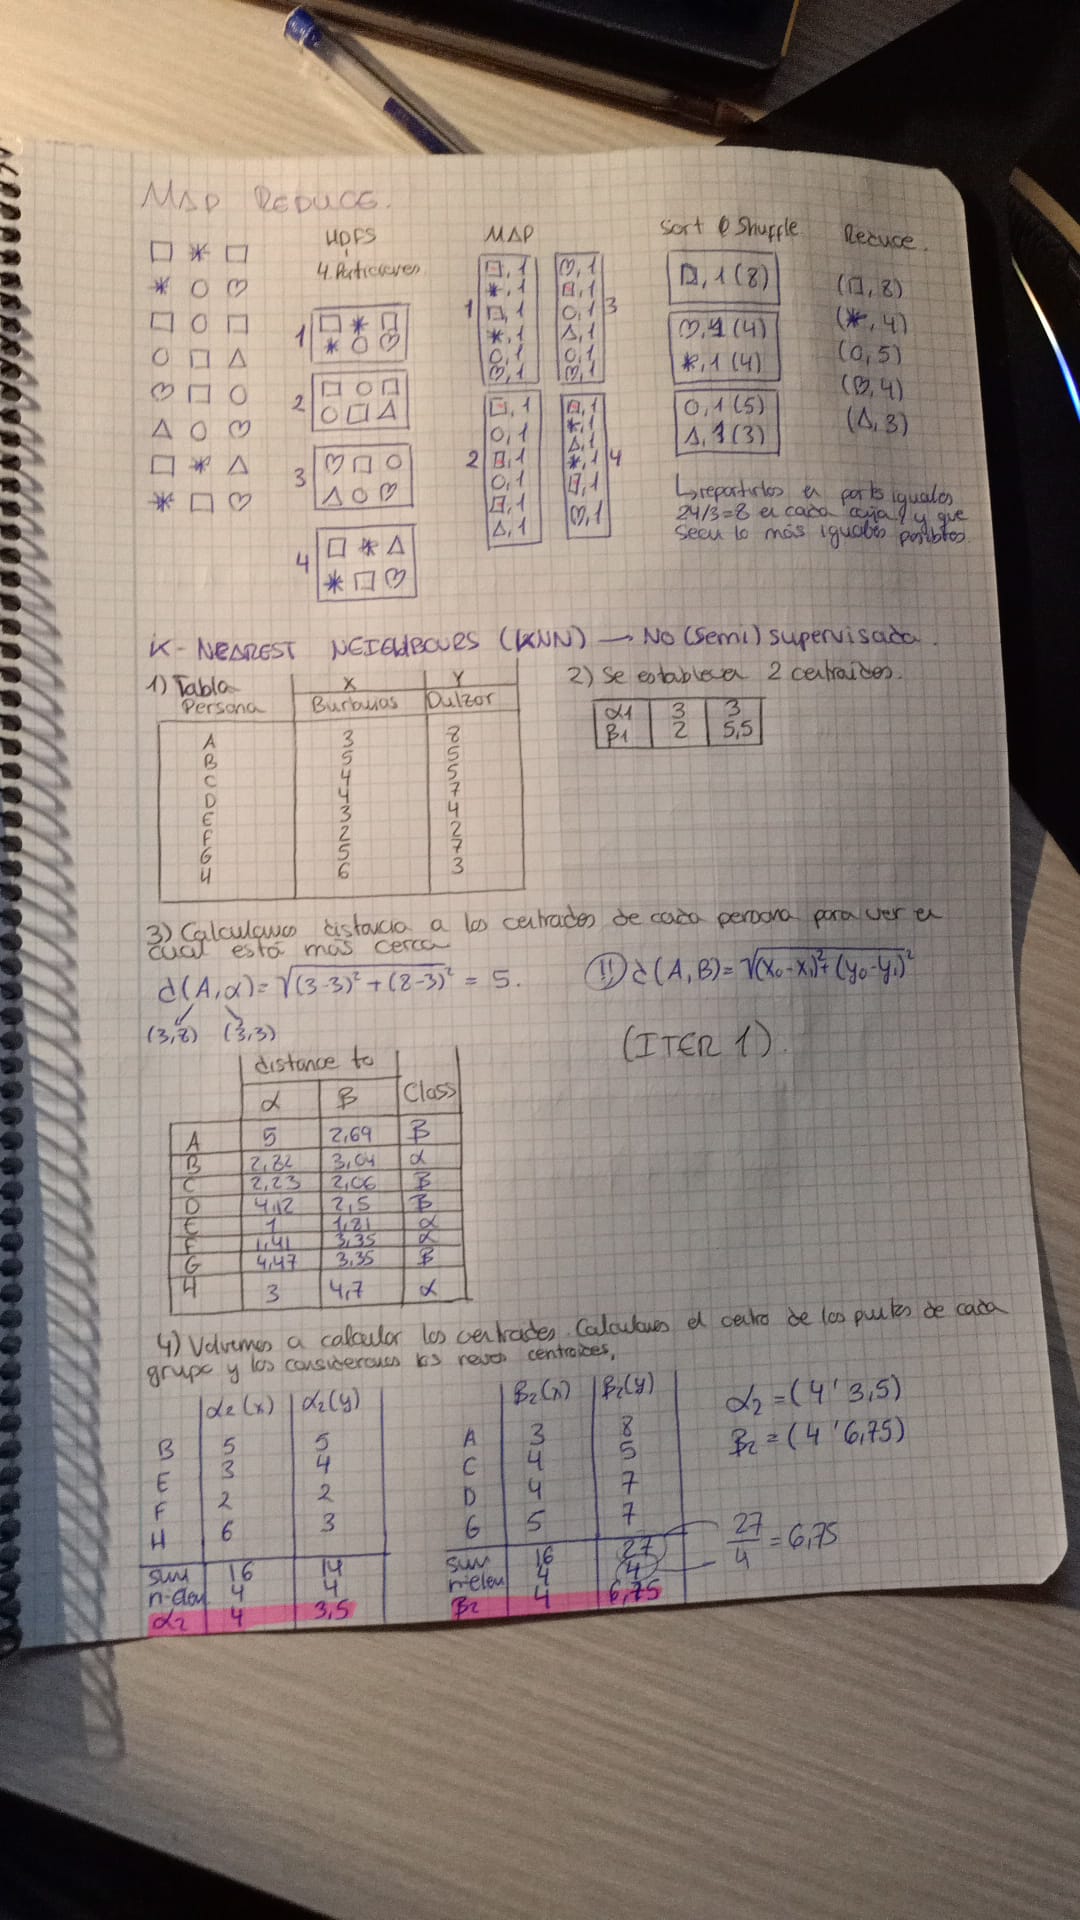 MAP REDUCE.
□ * □
* ○ ♡
□ ○ □
○ □ △
♡ □ ○
△ ○ ♡
□ * △
* □ ♡
HDFS
4 Particiones
1 □ * □
* ○ ♡
2 □ ○ □
○ □ △
3 ♡ □ ○
△ ○ ♡
4 □ * △
* □ ♡
MAP
1
□, 1
*, 1
□, 1
*, 1
○, 1
♡, 1
3
♡, 1
□, 1
○, 1
△, 1
○, 1
♡, 1
2
□, 1
○, 1
□, 1
○, 1
□, 1
△, 1
4
□, 1
*, 1
△, 1
*, 1
□, 1
♡, 1
Sort & Shuffle
□, 1 (8)
♡, 1 (4)
*, 1 (4)
○, 1 (5)
△, 1 (3)
Reduce.
(□, 8)
(*, 4)
(○, 5)
(♡, 4)
(△, 3)
↳ repartirlos en partes iguales
24/3=8 en cada caja y que
sean lo más iguales posibles.
K-NEAREST NEIGHBOURS (KNN) → No (semi) supervisada.
1) Tabla X Y
Persona Burbujas Dulzor
A 3 8
B 5 5
C 4 5
D 4 7
E 3 4
F 2 2
G 5 7
H 6 3
2) Se establecen 2 centroides.
α1 3 3
β1 2 5,5
3) Calculamos distancia a los centroides de cada persona para ver en
cual está más cerca
d(A,α)= √(3-3)² + (8-3)² = 5.
(3,8) (3,3)
(!!) d(A,B)= √(x₀-x₁)²+(y₀-y₁)²
(ITER 1).
distance to
α β Class
A 5 2,69 β
B 2,82 3,04 α
C 2,23 2,06 β
D 4,12 2,5 β
E 1 1,81 α
F 1,41 3,35 α
G 4,47 3,35 β
H 3 4,7 α
4) Volvemos a calcular los centroides. Calculamos el centro de los puntos de cada
grupo y los consideramos los nuevos centroides,
α₂(x) α₂(y)
B 5 5
E 3 4
F 2 2
H 6 3
sum 16 14
n-elem 4 4
α₂ 4 3,5
β₂(x) β₂(y)
A 3 8
C 4 5
D 4 7
G 5 7
sum 16 27
n-elem 4 4
β₂ 4 6,75
α₂ = (4 ' 3,5)
β₂ = (4 ' 6,75)
27/4 = 6,75